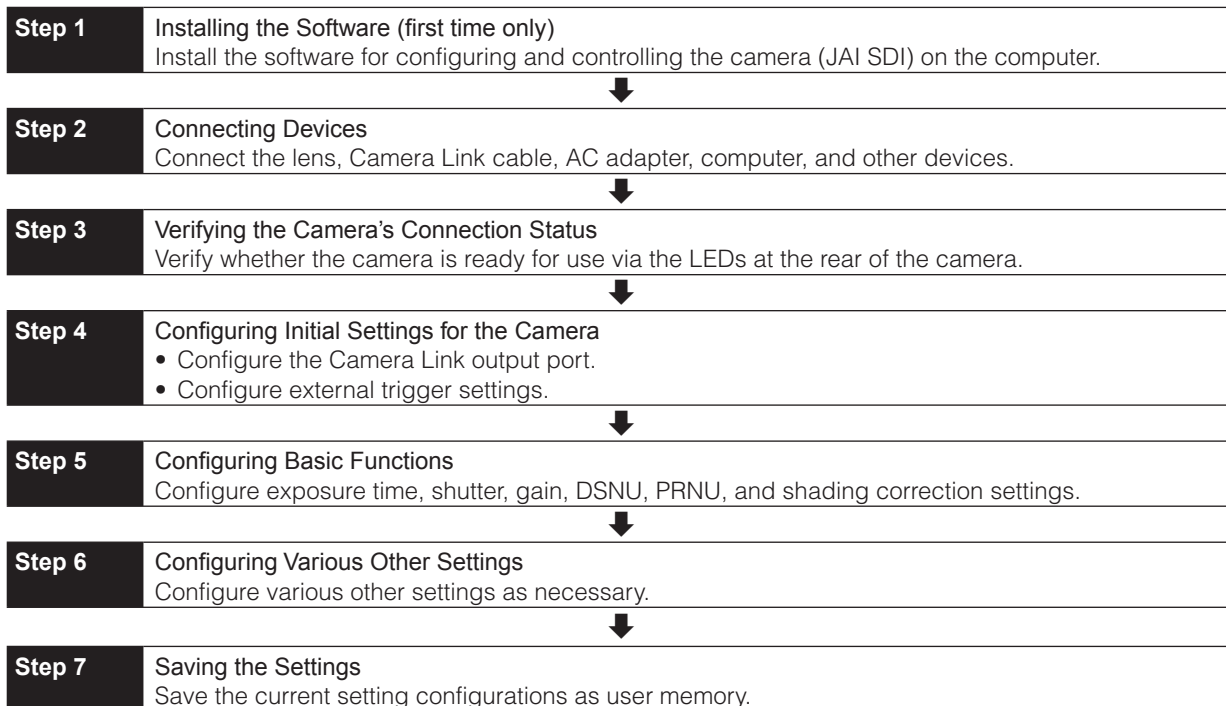 Step 1
Installing the Software (first time only)
Install the software for configuring and controlling the camera (JAI SDI) on the computer.
Step 2
Connecting Devices
Connect the lens, Camera Link cable, AC adapter, computer, and other devices.
Step 3
Verifying the Camera’s Connection Status
Verify whether the camera is ready for use via the LEDs at the rear of the camera.
Step 4
Configuring Initial Settings for the Camera
• Configure the Camera Link output port.
• Configure external trigger settings.
Step 5
Configuring Basic Functions
Configure exposure time, shutter, gain, DSNU, PRNU, and shading correction settings.
Step 6
Configuring Various Other Settings
Configure various other settings as necessary.
Step 7
Saving the Settings
Save the current setting configurations as user memory.